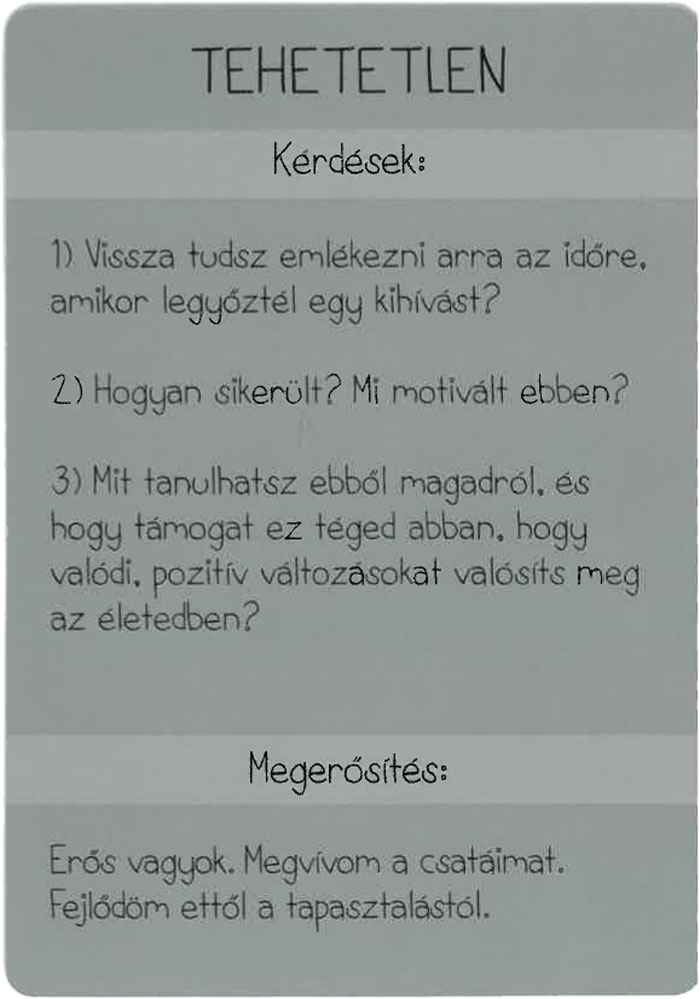 TEHETETLEN
Kérdések:
1) Vissza tudsz emlékezni arra az időre,
amikor legyőztél egy kihívást?
2) Hogyan sikerült? Mi motivált ebben?
3) Mit tanulhatsz ebből magadról, és
hogy támogat ez téged abban, hogy
valódi, pozitív változásokat valósíts meg
az életedben?
Megerősítés:
Erős vagyok. Megvívom a csatáimat.
Fejlődöm ettől a tapasztalástól.